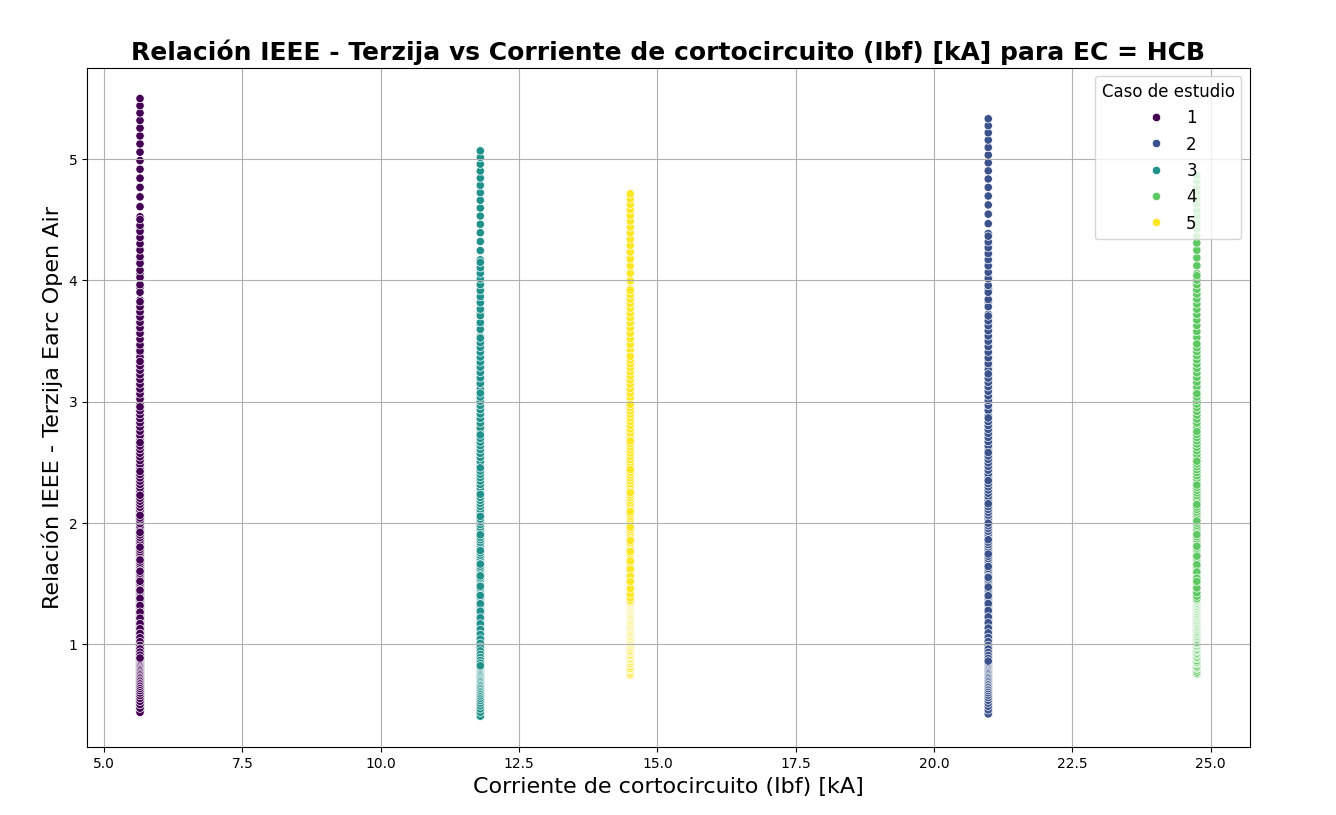 Relación IEEE - Terzija vs Corriente de cortocircuito (Ibf) [kA] para EC = HCB
Relación IEEE - Terzija Earc Open Air
5
4
3
2
1
Caso de estudio
1
2
3
4
5
5.0 7.5 10.0 12.5 15.0 17.5 20.0 22.5 25.0
Corriente de cortocircuito (Ibf) [kA]